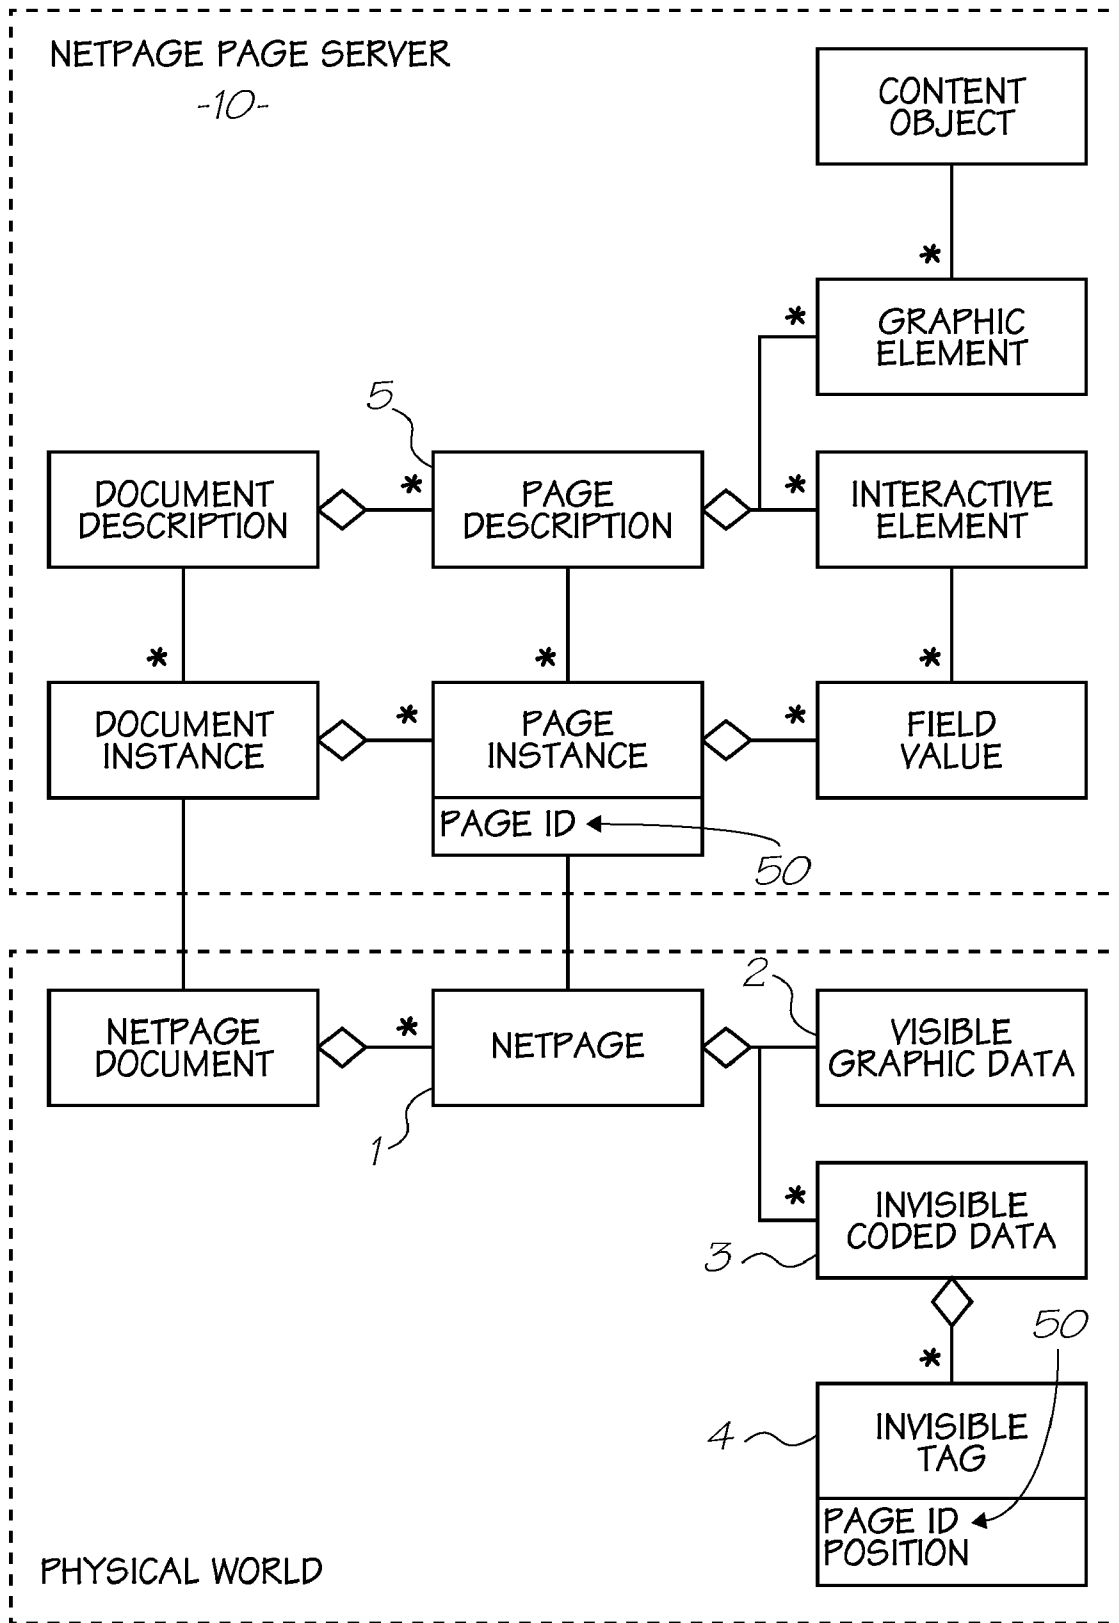 NETPAGE PAGE SERVER
-10-
CONTENT
OBJECT
*
*
GRAPHIC
ELEMENT
5
DOCUMENT
DESCRIPTION
*
PAGE
DESCRIPTION
*
INTERACTIVE
ELEMENT
*
*
*
DOCUMENT
INSTANCE
*
PAGE
INSTANCE
*
FIELD
VALUE
PAGE ID
50
NETPAGE
DOCUMENT
*
NETPAGE
1
2
VISIBLE
GRAPHIC DATA
*
INVISIBLE
CODED DATA
3
*
50
4
INVISIBLE
TAG
PAGE ID
POSITION
PHYSICAL WORLD